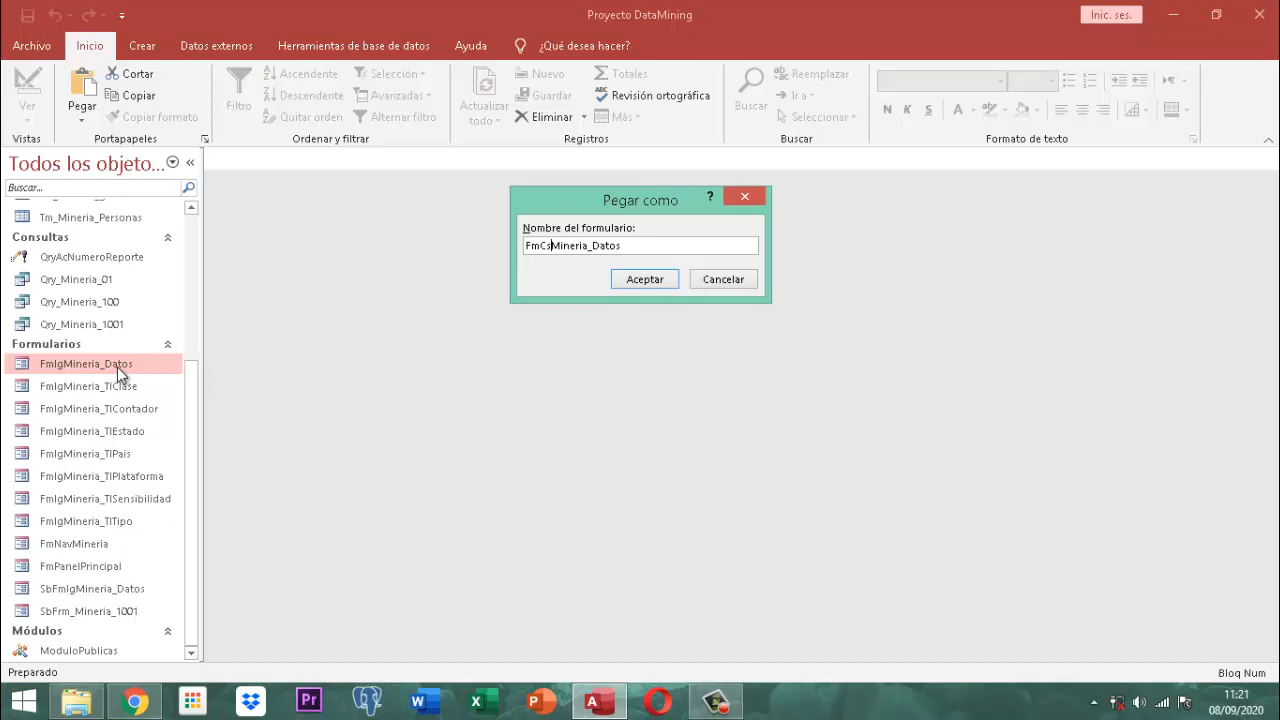 Proyecto DataMining
Inic. ses.
Archivo
Inicio
Crear
Datos externos
Herramientas de base de datos
Ayuda
¿Qué desea hacer?
Ver
Pegar
Cortar
Copiar
Copiar formato
Filtro
Ascendente
Descendente
Quitar orden
Selección
Avanzadas
Alternar filtro
Actualizar
todo
Nuevo
Guardar
Eliminar
Totales
Revisión ortográfica
Más
Buscar
Reemplazar
Ir a
Seleccionar
N K S
A
Vistas
Portapapeles
Ordenar y filtrar
Registros
Buscar
Formato de texto
Todos los objeto...
Buscar...
Tm_Mineria_Personas
Consultas
QryAcNumeroReporte
Qry_Mineria_01
Qry_Mineria_100
Qry_Mineria_1001
Formularios
FmIgMineria_Datos
FmIgMineria_TlClase
FmIgMineria_TlContador
FmIgMineria_TlEstado
FmIgMineria_TlPais
FmIgMineria_TlPlataforma
FmIgMineria_TlSensibilidad
FmIgMineria_TlTipo
FmNavMineria
FmPanelPrincipal
SbFmIgMineria_Datos
SbFrm_Mineria_1001
Módulos
ModuloPublicas
Pegar como
?
Nombre del formulario:
FmCsMineria_Datos
Aceptar
Cancelar
Preparado
Bloq Num
Pr
11:21
08/09/2020